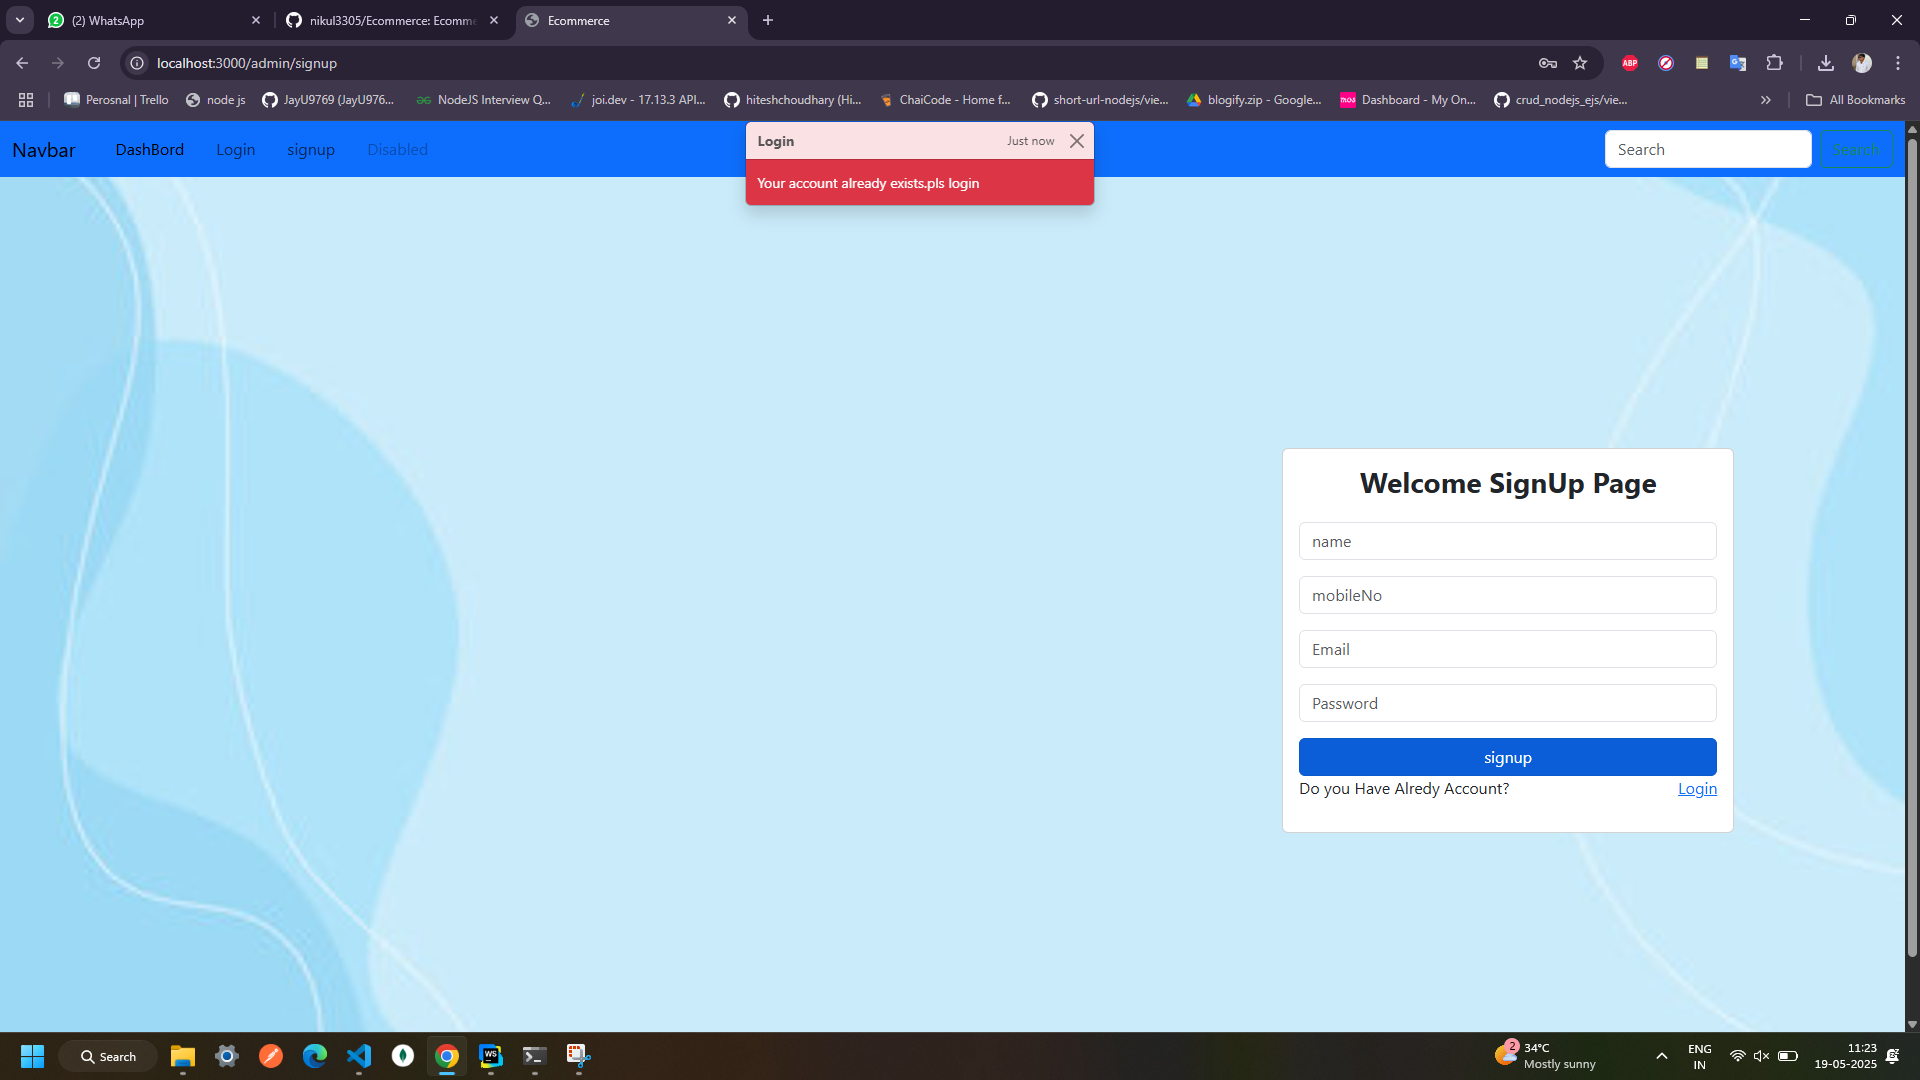 (2) WhatsApp
nikul3305/Ecommerce: Ecomme
Ecommerce
localhost:3000/admin/signup
ABP
Perosnal | Trello
node js
JayU9769 (JayU976...
NodeJS Interview Q...
joi.dev - 17.13.3 API...
hiteshchoudhary (Hi...
ChaiCode - Home f...
short-url-nodejs/vie...
blogify.zip - Google...
Dashboard - My On...
crud_nodejs_ejs/vie...
All Bookmarks
Navbar
DashBord
Login
signup
Disabled
Login
Just now
Your account already exists.pls login
Search
Search
Welcome SignUp Page
name
mobileNo
Email
Password
signup
Do you Have Alredy Account?
Login
Search
WS
2
34°C
Mostly sunny
ENG
IN
11:23
19-05-2025